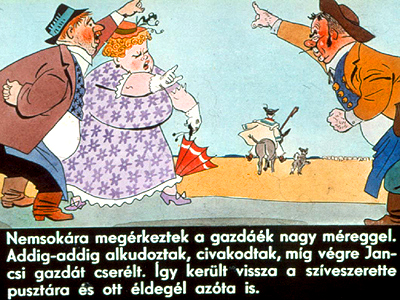 Nemsokára megérkeztek a gazdáék nagy méreggel.
Addig-addig alkudoztak, civakodtak, míg végre Jan-
csi gazdát cserélt. Így került vissza a szíveszerette
pusztára és ott éldegél azóta is.